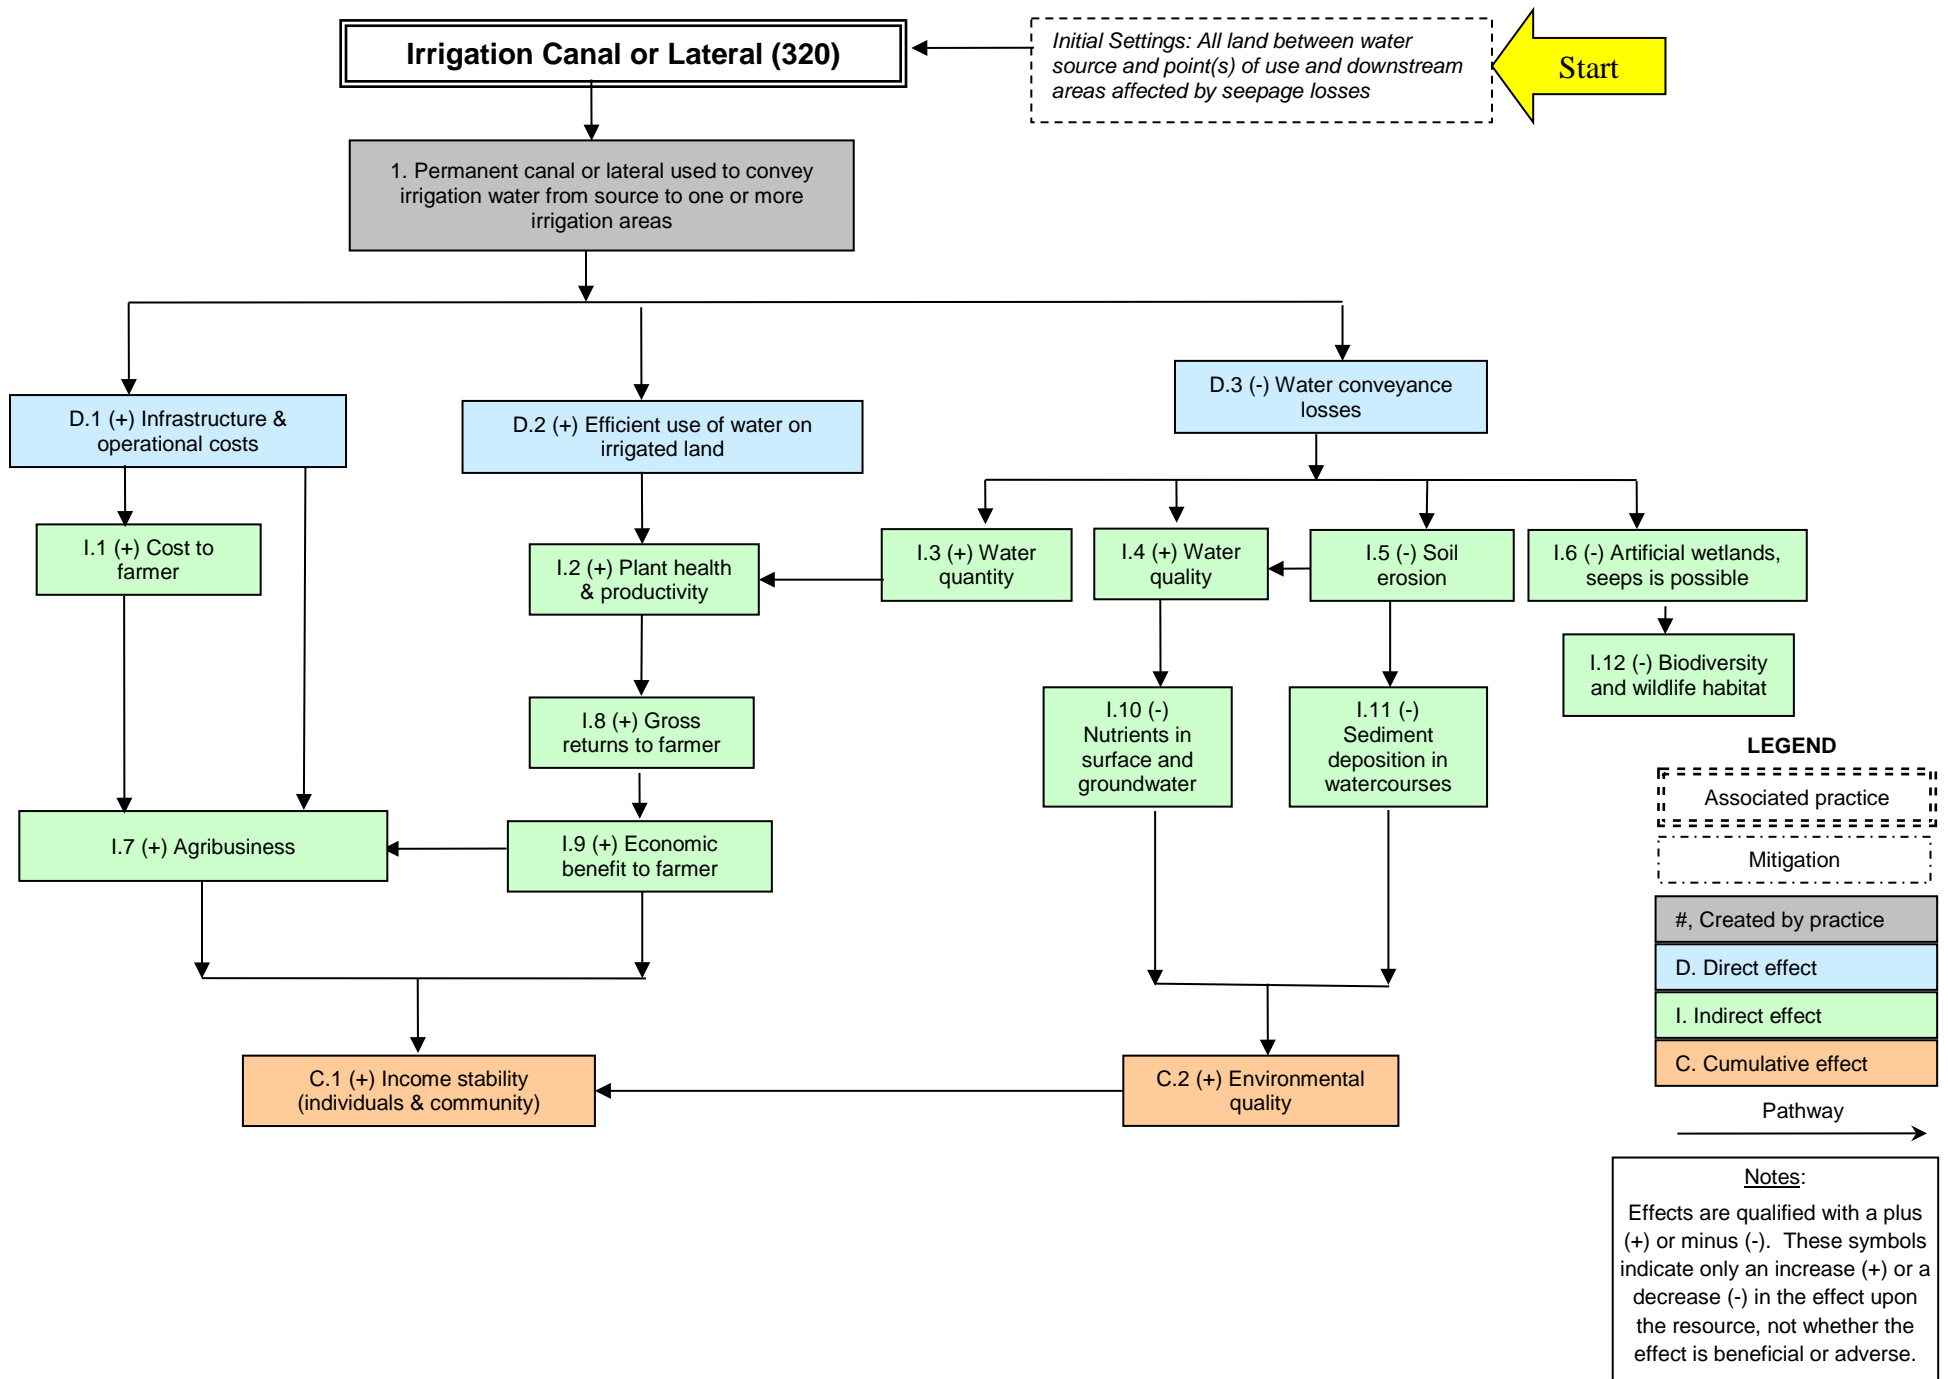 Irrigation Canal or Lateral (320)
Initial Settings: All land between water
source and point(s) of use and downstream
areas affected by seepage losses
Start
1. Permanent canal or lateral used to convey
irrigation water from source to one or more
irrigation areas
D.1 (+) Infrastructure &
operational costs
D.2 (+) Efficient use of water on
irrigated land
D.3 (-) Water conveyance
losses
I.1 (+) Cost to
farmer
I.2 (+) Plant health
& productivity
I.3 (+) Water
quantity
I.4 (+) Water
quality
I.5 (-) Soil
erosion
I.6 (-) Artificial wetlands,
seeps is possible
I.12 (-) Biodiversity
and wildlife habitat
I.8 (+) Gross
returns to farmer
I.10 (-)
Nutrients in
surface and
groundwater
I.11 (-)
Sediment
deposition in
watercourses
I.7 (+) Agribusiness
I.9 (+) Economic
benefit to farmer
C.1 (+) Income stability
(individuals & community)
C.2 (+) Environmental
quality
LEGEND
Associated practice
Mitigation
#, Created by practice
D. Direct effect
I. Indirect effect
C. Cumulative effect
Pathway
Notes:
Effects are qualified with a plus
(+) or minus (-).  These symbols
indicate only an increase (+) or a
decrease (-) in the effect upon
the resource, not whether the
effect is beneficial or adverse.